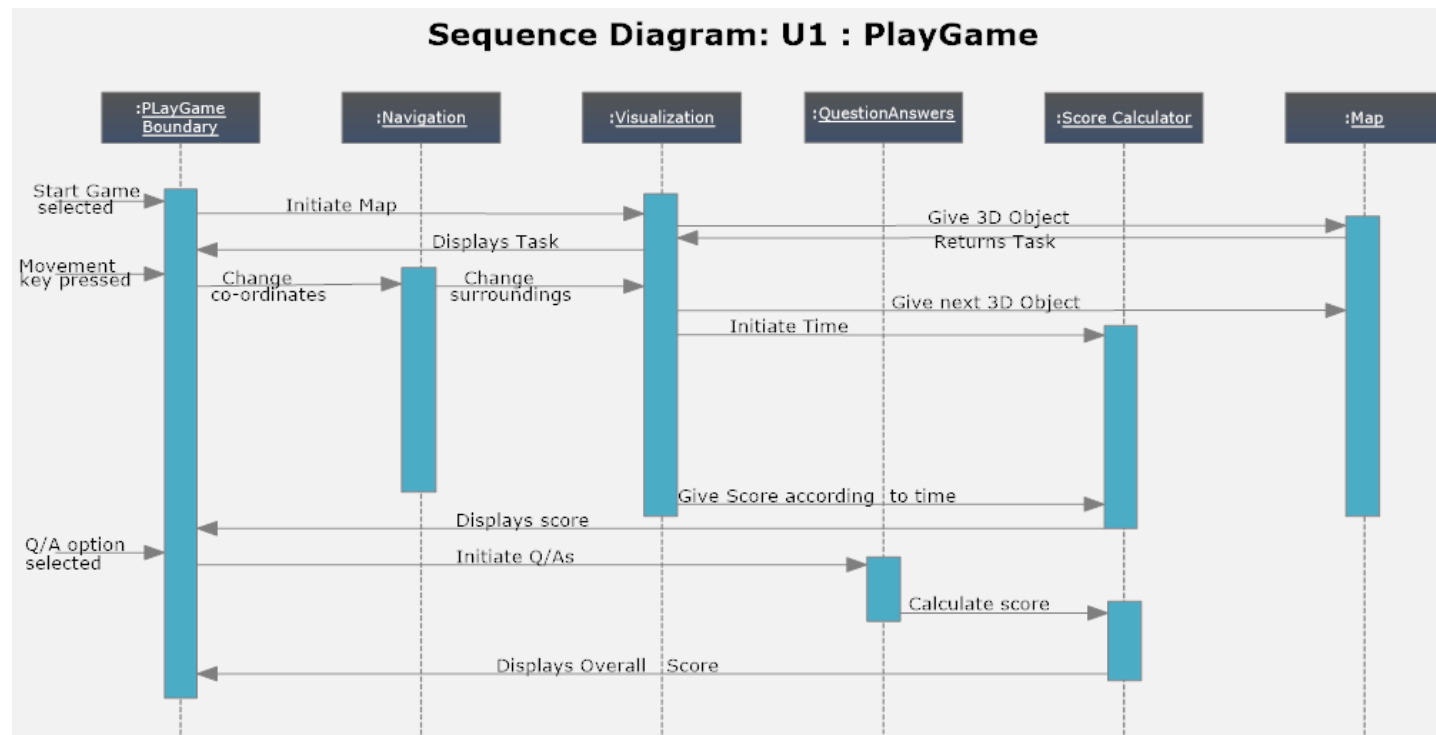 Sequence Diagram: U1 : PlayGame
:PLayGame
Boundary
:Navigation
:Visualization
:QuestionAnswers
:Score Calculator
:Map
Start Game
selected
Initiate Map
Give 3D Object
Displays Task
Returns Task
Movement
key pressed
Change
co-ordinates
Change
surroundings
Give next 3D Object
Initiate Time
Give Score according to time
Displays score
Q/A option
selected
Initiate Q/As
Calculate score
Displays Overall Score